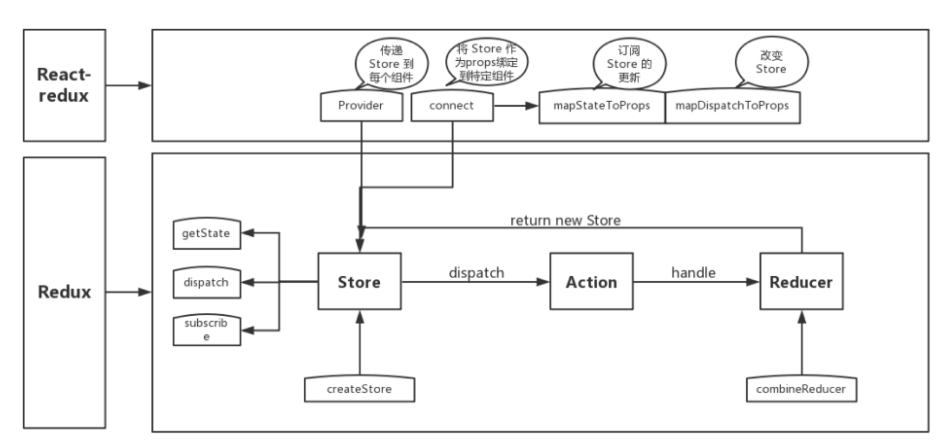 React-
redux
传递
Store 到
每个组件
Provider
将 Store 作
为props绑定
到特定组件
connect
订阅
Store 的
更新
mapStateToProps
改变
Store
mapDispatchToProps
Redux
getState
dispatch
subscrib
e
return new Store
Store
dispatch
Action
handle
Reducer
createStore
combineReducer